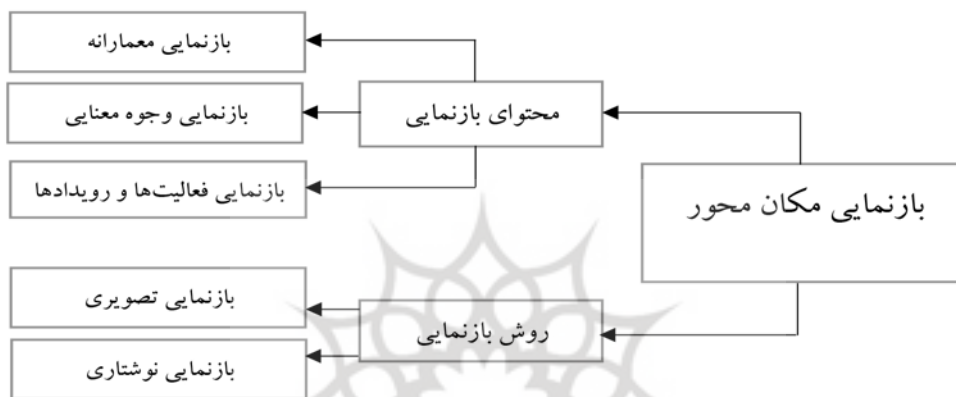 بازنمایی مکان محور
محتوای بازنمایی
بازنمایی معمارانه
بازنمایی وجوه معنایی
بازنمایی فعالیت‌ها و رویدادها
روش بازنمایی
بازنمایی تصویری
بازنمایی نوشتاری